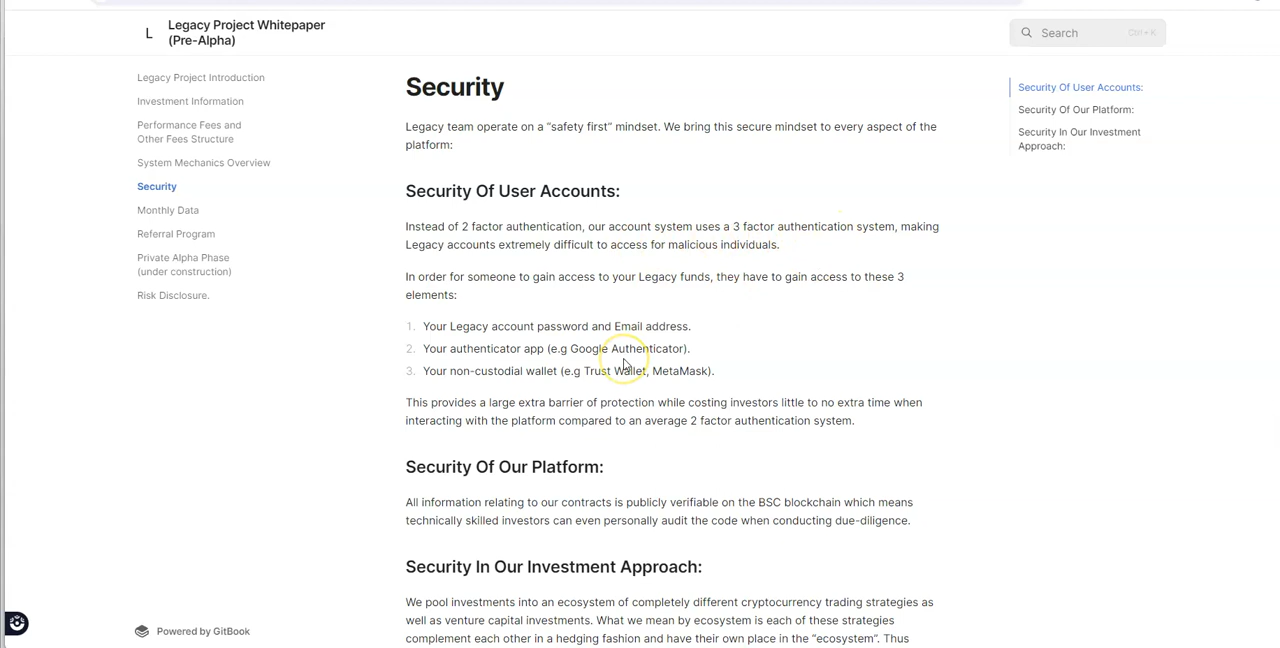 L
Legacy Project Whitepaper
(Pre-Alpha)
Search
Ctrl+K
Legacy Project Introduction
Investment Information
Performance Fees and
Other Fees Structure
System Mechanics Overview
Security
Monthly Data
Referral Program
Private Alpha Phase
(under construction)
Risk Disclosure.
Powered by GitBook
Security
Legacy team operate on a “safety first” mindset. We bring this secure mindset to every aspect of the
platform:
Security Of User Accounts:
Instead of 2 factor authentication, our account system uses a 3 factor authentication system, making
Legacy accounts extremely difficult to access for malicious individuals.
In order for someone to gain access to your Legacy funds, they have to gain access to these 3
elements:
1. Your Legacy account password and Email address.
2. Your authenticator app (e.g Google Authenticator).
3. Your non-custodial wallet (e.g Trust Wallet, MetaMask).
This provides a large extra barrier of protection while costing investors little to no extra time when
interacting with the platform compared to an average 2 factor authentication system.
Security Of Our Platform:
All information relating to our contracts is publicly verifiable on the BSC blockchain which means
technically skilled investors can even personally audit the code when conducting due-diligence.
Security In Our Investment Approach:
We pool investments into an ecosystem of completely different cryptocurrency trading strategies as
well as venture capital investments. What we mean by ecosystem is each of these strategies
complement each other in a hedging fashion and have their own place in the “ecosystem”. Thus
Security Of User Accounts:
Security Of Our Platform:
Security In Our Investment
Approach: